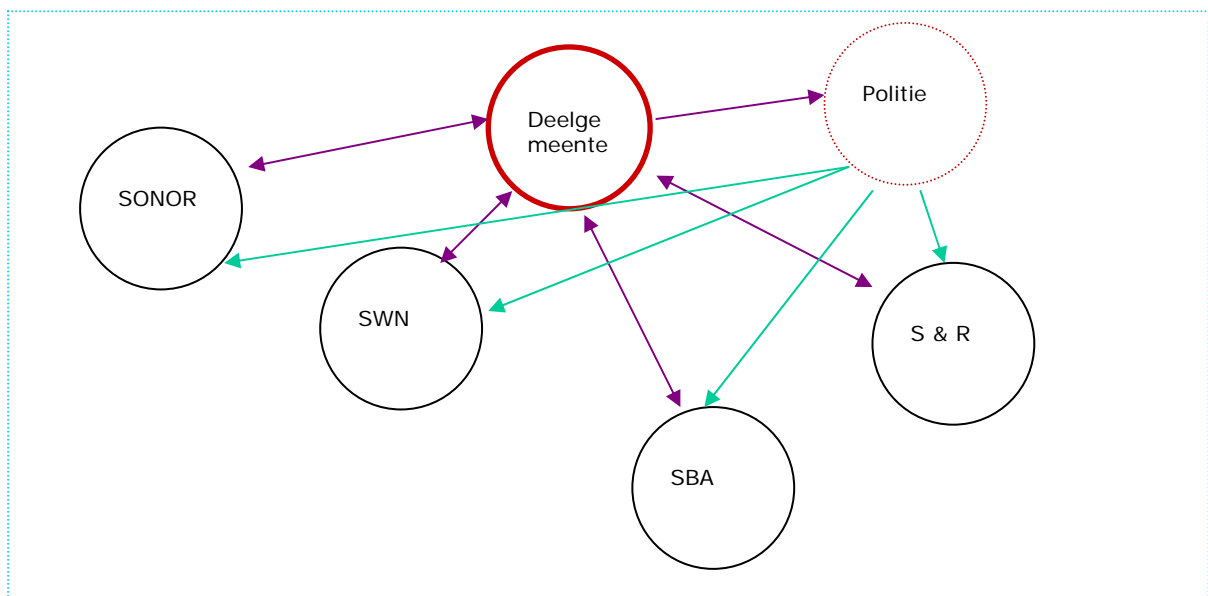 Politie
Deelge
meente
SONOR
SWN
S & R
SBA